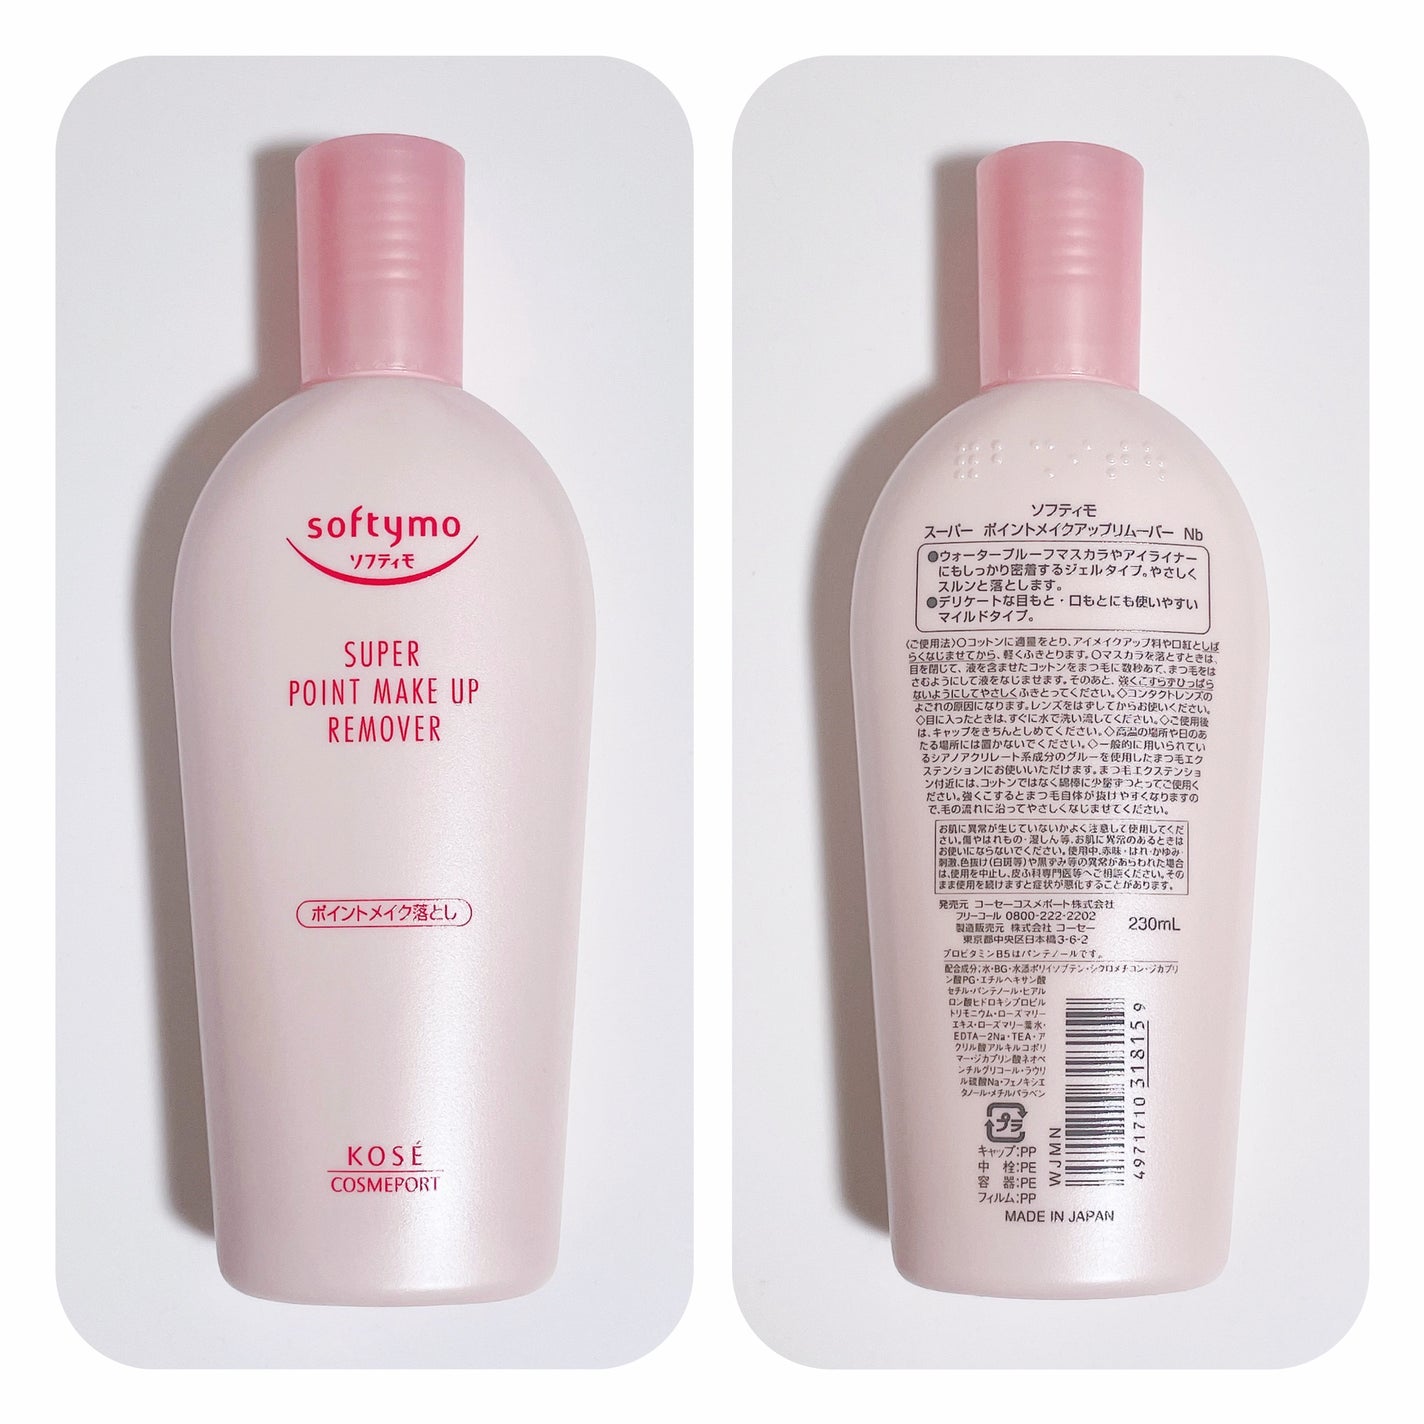 softymo
ソフティモ
SUPER
POINT MAKE UP
REMOVER
ポイントメイク落とし
KOSÉ
COSMEPORT
ソフティモ
スーパー ポイントメイクアップリムーバー Nb
●ウォータープルーフマスカラやアイライナー
にもしっかり密着するジェルタイプ。やさしく
スルンと落とします。
●デリケートな目もと・口もとにも使いやすい
マイルドタイプ。
〈ご使用法〉○コットンに適量をとり、アイメイクアップ料や口紅としば
らくなじませてから、軽くふきとります。○マスカラを落とすときは、
目を閉じて、液を含ませたコットンをまつ毛に数秒あて、まつ毛をは
さむようにして液をなじませます。そのあと、強くこすらずひっぱら
ないようにしてやさしくふきとってください。◇コンタクトレンズの
よごれの原因になります。レンズをはずしてからお使いください。
◇目に入ったときは、すぐに水で洗い流してください。◇ご使用後
は、キャップをきちんとしめてください。◇高温の場所や日のあ
たる場所には置かないでください。◇一般的に用いられてい
るシアノアクリレート系成分のグルーを使用したまつ毛エク
ステンションにお使いいただけます。まつ毛エクステンショ
ン付近には、コットンではなく綿棒に少量ずつとってご使用く
ださい。強くこするとまつ毛自体が抜けやすくなりますの
で、毛の流れに沿ってやさしくなじませてください。
お肌に異常が生じていないかよく注意して使用してくだ
さい。傷やはれもの・湿しん等、お肌に異常のあるときは
お使いにならないでください。使用中、赤味・はれ・かゆみ・
刺激、色抜け(白斑等)や黒ずみ等の異常があらわれた場合
は、使用を中止し、皮ふ科専門医等へご相談ください。その
まま使用を続けますと症状が悪化することがあります。
発売元 コーセーコスメポート株式会社
フリーコール 0800-222-2202
製造販売元 株式会社 コーセー
東京都中央区日本橋3-6-2
230mL
プロビタミンB5はパンテノールです。
配合成分:水・BG・水添ポリイソブテン・シクロメチコン・ジカプリ
ン酸PG・エチルヘキサン酸
セチル・パンテノール・ヒアル
ロン酸ヒドロキシプロピル
トリモニウム・ローズマリー
エキス・ローズマリー葉水・
EDTA-2Na・TEA・ア
クリル酸アルキルコポリ
マー・ジカプリン酸ネオペ
ンチルグリコール・ラウリ
ル硫酸Na・フェノキシエ
タノール・メチルパラベン
プラ
キャップ:PP
中 栓:PE
容 器:PE
フィルム:PP
WJMN
4971710318159
MADE IN JAPAN